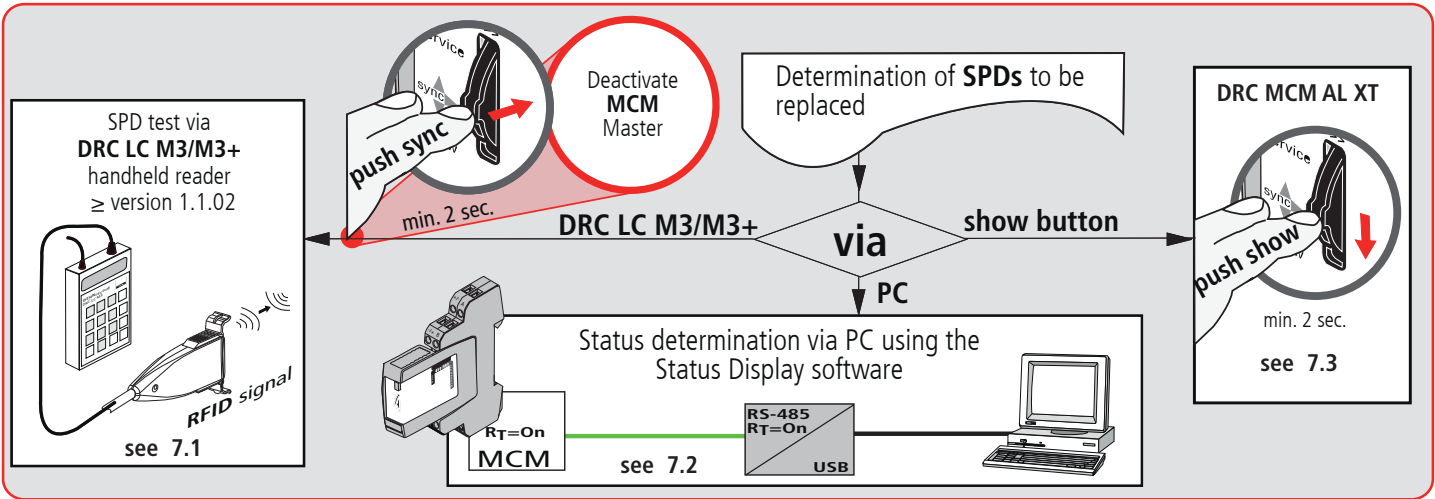 SPD test via
DRC LC M3/M3+
handheld reader
≥ version 1.1.02
RFID signal
see 7.1
sync
push sync
min. 2 sec.
Deactivate
MCM
Master
Determination of SPDs to be
replaced
DRC LC M3/M3+
via
show button
PC
Status determination via PC using the
Status Display software
RT=On
MCM
see 7.2
RS-485
RT=On
USB
DRC MCM AL XT
sync
push show
min. 2 sec.
see 7.3